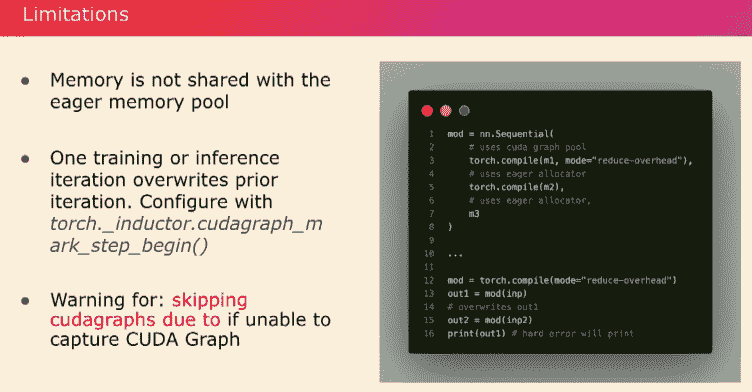 Limitations
Memory is not shared with the
eager memory pool
One training or inference
iteration overwrites prior
iteration. Configure with
torch._inductor.cudagraph_m
ark_step_begin()
Warning for: skipping
cudagraphs due to if unable to
capture CUDA Graph
1 mod = nn.Sequential(
2 # uses cuda graph pool
3 torch.compile(m1, mode="reduce-overhead"),
4 # uses eager allocator
5 torch.compile(m2),
6 # uses eager allocator,
7 m3
8 )
9
10 ...
11
12 mod = torch.compile(mode="reduce-overhead")
13 out1 = mod(inp)
14 # overwrites out1
15 out2 = mod(inp2)
16 print(out1) # hard error will print